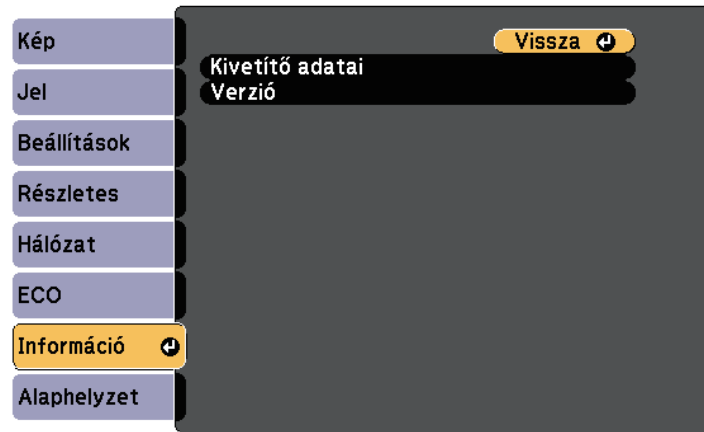 Kép
Jel
Beállítások
Részletes
Hálózat
ECO
Információ
Alaphelyzet
Vissza
Kivetítő adatai
Verzió